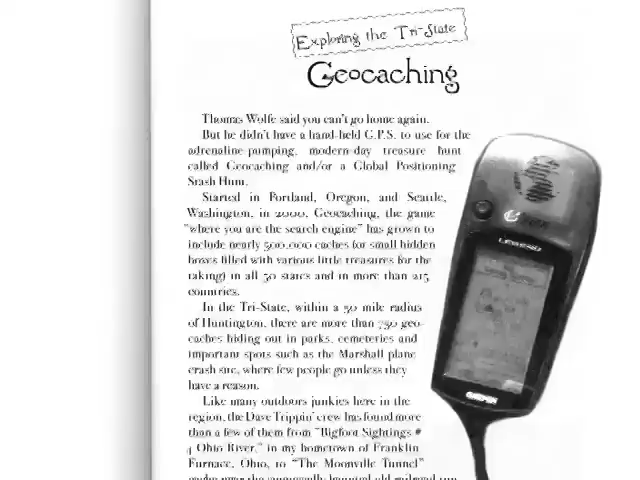 Exploring the Tri-State
Geocaching
Thomas Wolfe said you can't go home again.
But he didn't have a hand-held G.P.S. to use for the
adrenaline-pumping, modern-day treasure hunt
called Geocaching and/or a Global Positioning
Stash Hunt.
Started in Portland, Oregon, and Seattle,
Washington, in 2000, Geocaching, the game
"where you are the search engine" has grown to
include nearly 500,000 caches (or small hidden
boxes filled with various little treasures for the
taking) in all 50 states and in more than 215
countries.
In the Tri-State, within a 50 mile radius
of Huntington, there are more than 750 geo-
caches hiding out in parks, cemeteries and
important spots such as the Marshall plane
crash site, where few people go unless they
have a reason.
Like many outdoors junkies here in the
region, the Dave Trippin' crew has found more
than a few of them from "Bigfoot Sightings #
4 Ohio River," in my hometown of Franklin
Furnace, Ohio, to "The Moonville Tunnel"
LEGEND
GARMIN